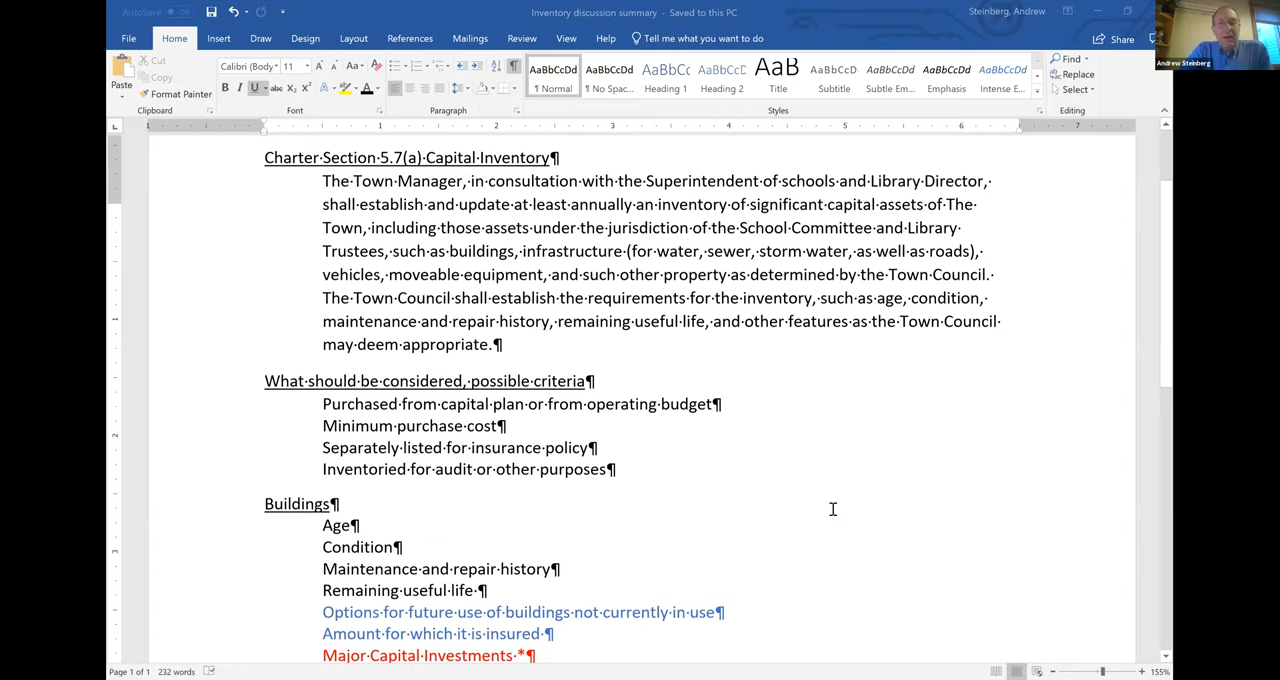 AutoSave Off
Inventory discussion summary - Saved to this PC
Steinberg, Andrew
File Home Insert Draw Design Layout References Mailings Review View Help Tell me what you want to do Share
Paste
Cut
Copy
Format Painter
Clipboard
Calibri (Body) 11
Font
Paragraph
AaBbCcDd AaBbCcDd AaBbCc AaBbCcD AaB AaBbCcD AaBbCcDd AaBbCcDd AaBbCcDd
¶ Normal ¶ No Spac... Heading 1 Heading 2 Title Subtitle Subtle Em... Emphasis Intense E...
Styles
Find
Replace
Select
Editing
Andrew Steinberg
1 1 2 3 4 5 6 7
Charter Section 5.7(a) Capital Inventory¶
The Town Manager, in consultation with the Superintendent of schools and Library Director,
shall establish and update at least annually an inventory of significant capital assets of The
Town, including those assets under the jurisdiction of the School Committee and Library
Trustees, such as buildings, infrastructure (for water, sewer, storm water, as well as roads),
vehicles, moveable equipment, and such other property as determined by the Town Council.
The Town Council shall establish the requirements for the inventory, such as age, condition,
maintenance and repair history, remaining useful life, and other features as the Town Council
may deem appropriate.¶
What should be considered, possible criteria¶
Purchased from capital plan or from operating budget¶
Minimum purchase cost¶
Separately listed for insurance policy¶
Inventoried for audit or other purposes¶
Buildings¶
Age¶
Condition¶
Maintenance and repair history¶
Remaining useful life ¶
Options for future use of buildings not currently in use¶
Amount for which it is insured ¶
Major Capital Investments *¶
Page 1 of 1 232 words
155%